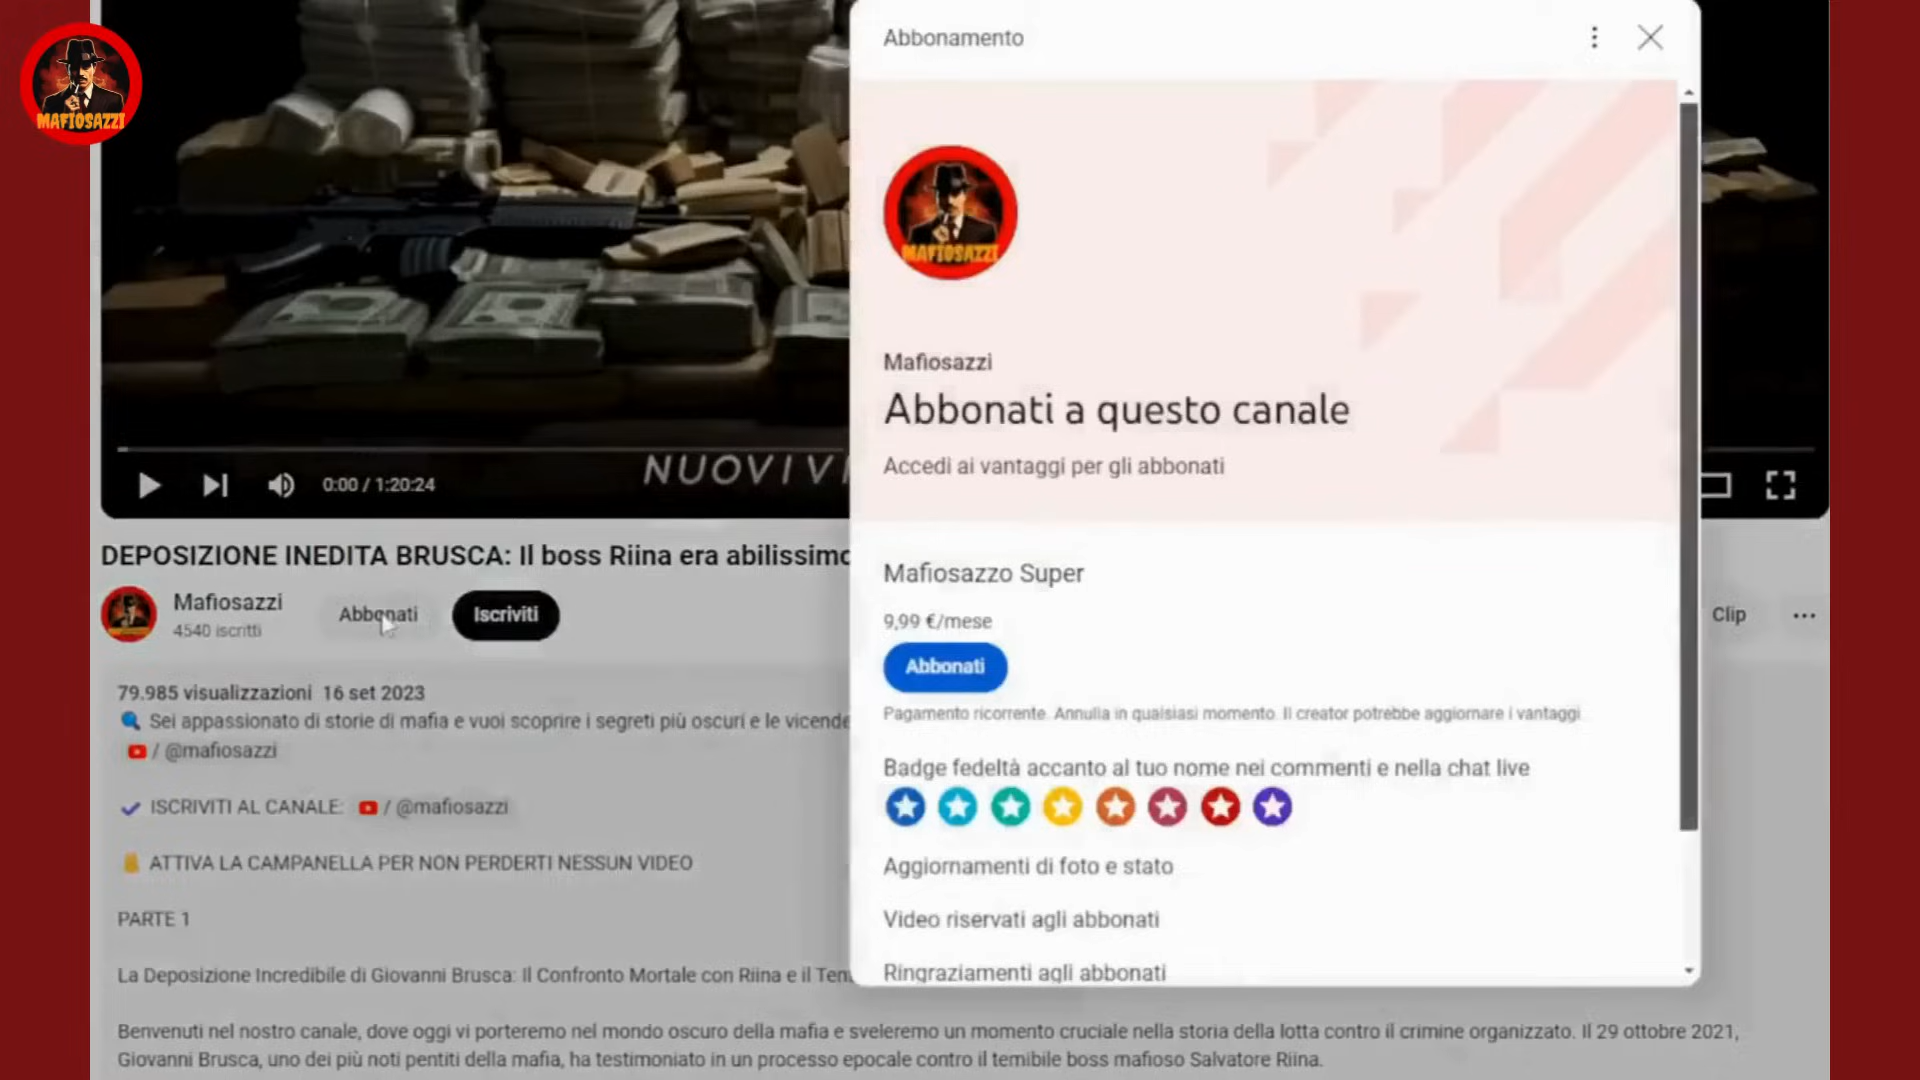 MAFIOSAZZI
Abbonamento
MAFIOSAZZI
Mafiosazzi
Abbonati a questo canale
Accedi ai vantaggi per gli abbonati
0:00 / 1:20:24
NUOVI V
DEPOSIZIONE INEDITA BRUSCA: Il boss Riina era abilissimo
Mafiosazzi
4540 iscritti
Abbonati
Iscriviti
Clip
Mafiosazzo Super
9,99 €/mese
Abbonati
Pagamento ricorrente. Annulla in qualsiasi momento. Il creator potrebbe aggiornare i vantaggi.
Badge fedeltà accanto al tuo nome nei commenti e nella chat live
Aggiornamenti di foto e stato
Video riservati agli abbonati
Ringraziamenti agli abbonati
79.985 visualizzazioni 16 set 2023
Sei appassionato di storie di mafia e vuoi scoprire i segreti più oscuri e le vicende
/ @mafiosazzi
ISCRIVITI AL CANALE: / @mafiosazzi
ATTIVA LA CAMPANELLA PER NON PERDERTI NESSUN VIDEO
PARTE 1
La Deposizione Incredibile di Giovanni Brusca: Il Confronto Mortale con Riina e il Ten
Benvenuti nel nostro canale, dove oggi vi porteremo nel mondo oscuro della mafia e sveleremo un momento cruciale nella storia della lotta contro il crimine organizzato. Il 29 ottobre 2021,
Giovanni Brusca, uno dei più noti pentiti della mafia, ha testimoniato in un processo epocale contro il temibile boss mafioso Salvatore Riina.